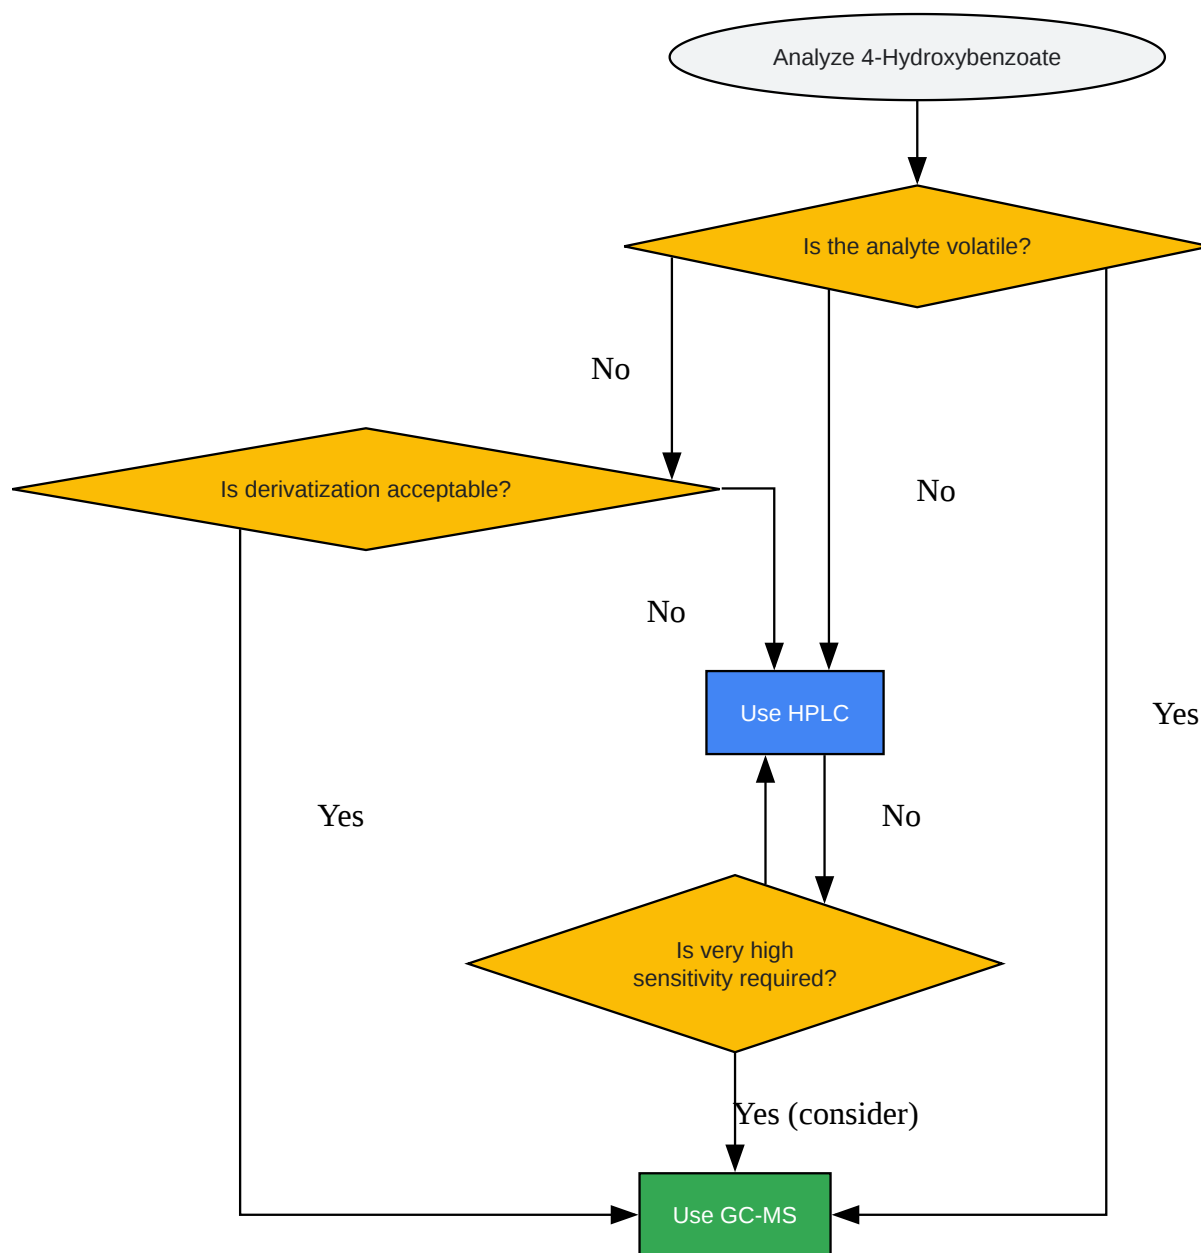 Analyze 4-Hydroxybenzoate
Is the analyte volatile?
No
Is derivatization acceptable?
No
No
Use HPLC
Yes
Yes
No
Is very high
sensitivity required?
Yes (consider)
Use GC-MS